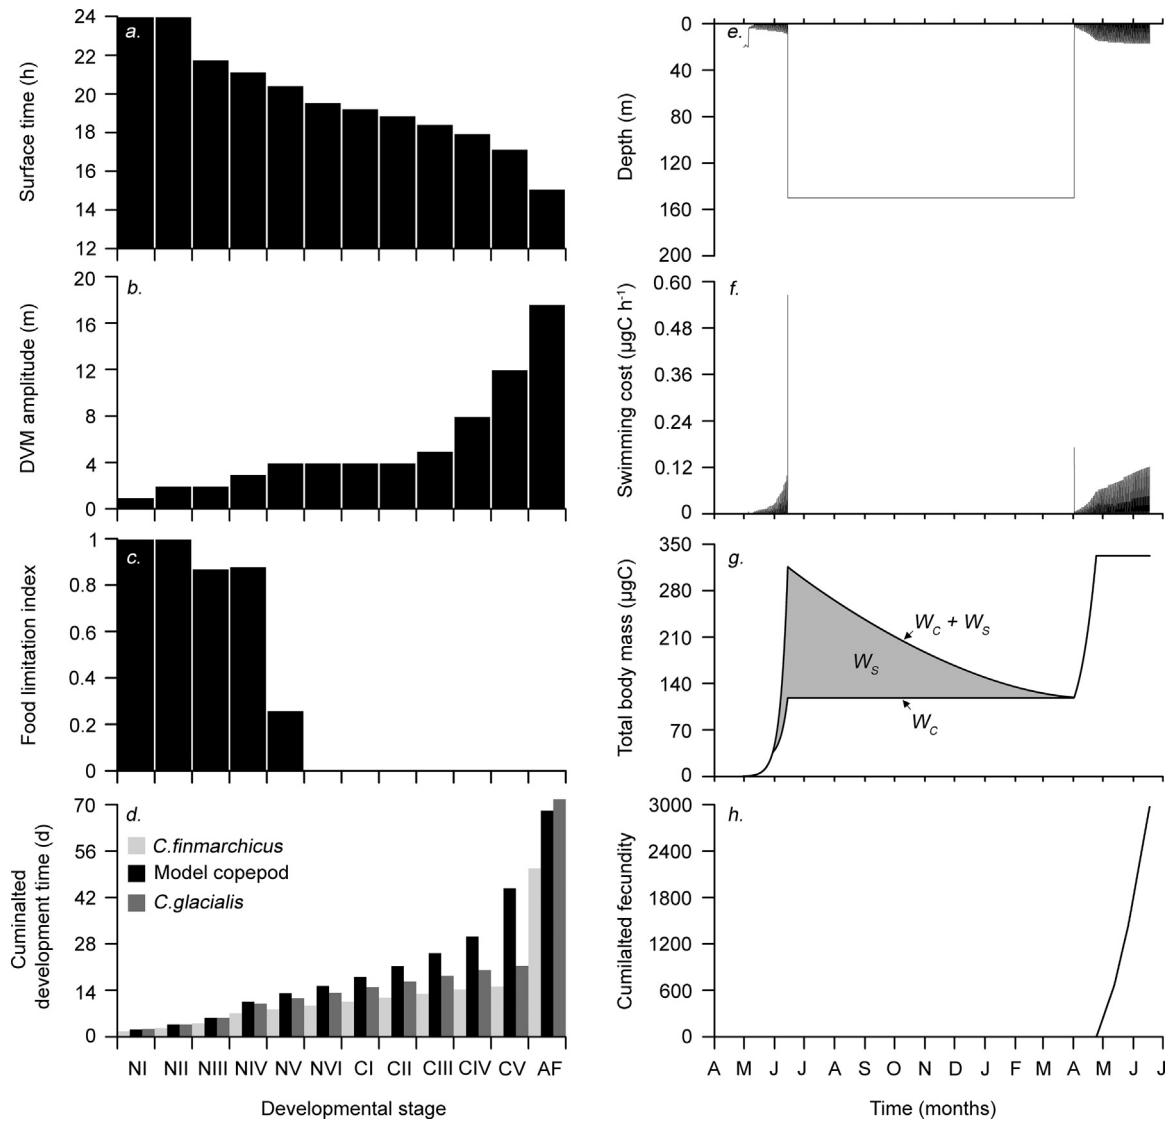 a.
Surface time (h)
24
22
20
18
16
14
12
b.
DVM amplitude (m)
20
16
12
8
4
0
c.
Food limitation index
1
0.8
0.6
0.4
0.2
0
d.
Cuminalted
development time (d)
70
56
42
28
14
0
C.finmarchicus
Model copepod
C.glacialis
NI NII NIII NIV NV NVI CI CII CIII CIV CV AF
Developmental stage
e.
Depth (m)
0
40
80
120
160
200
f.
Swimming cost (µgC h-1)
0.60
0.48
0.36
0.24
0.12
0
g.
Total body mass (µgC)
350
280
210
140
70
0
WC + WS
WS
WC
h.
Cumilalted fecundity
3000
2400
1800
1200
600
0
A M J J A S O N D J F M A M J J
Time (months)